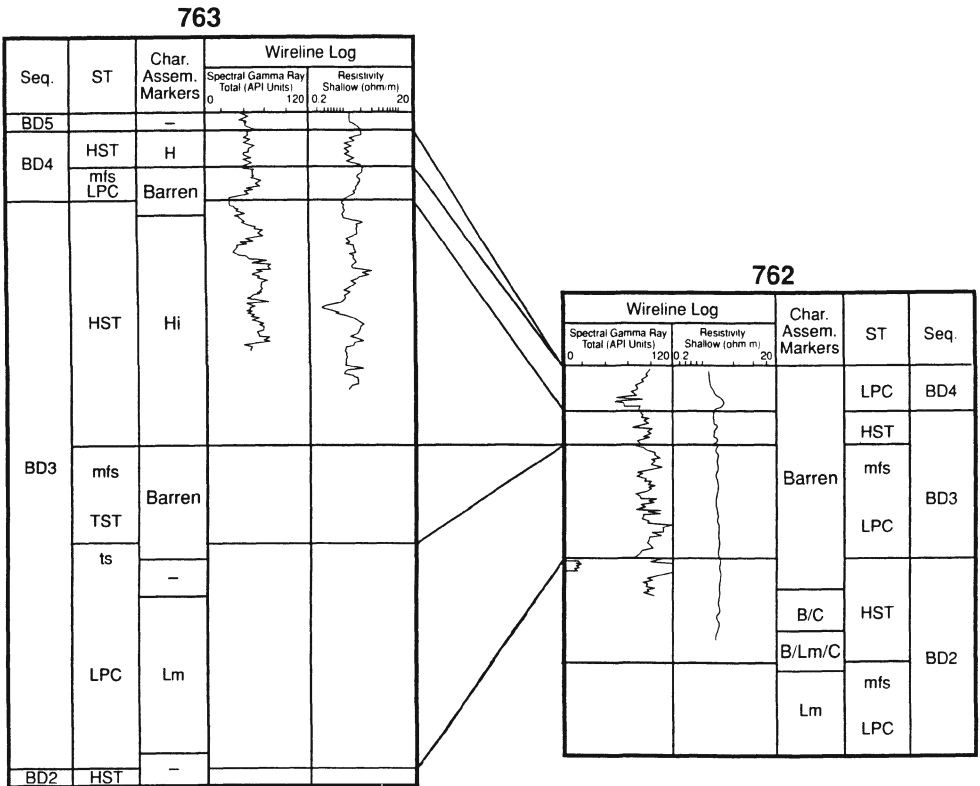 763
Seq.
ST
Char.
Assem.
Markers
Wireline Log
Spectral Gamma Ray
Total (API Units)
0 120
Resistivity
Shallow (ohm/m)
0.2 20
BD5
–
BD4
HST
H
mfs
LPC
Barren
HST
Hi
BD3
mfs
TST
Barren
ts
–
LPC
Lm
–
BD2
HST
762
Wireline Log
Spectral Gamma Ray
Total (API Units)
0 120
Resistivity
Shallow (ohm m)
0.2 20
Char.
Assem.
Markers
ST
Seq.
LPC
BD4
HST
Barren
mfs
LPC
BD3
B/C
HST
B/Lm/C
BD2
mfs
Lm
LPC